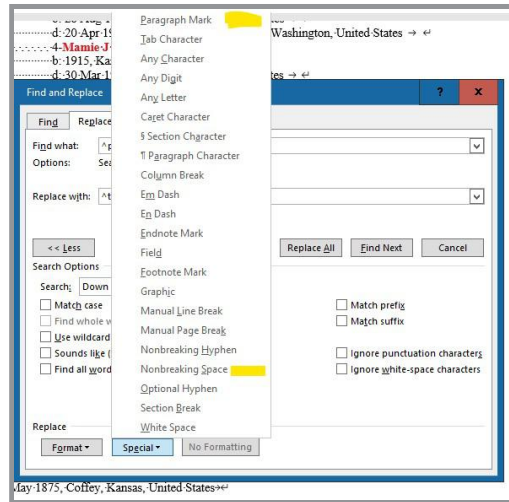 Paragraph Mark
d: 20 Apr 19
Washington, United States → ↵
Tab Character
4-Mamie J
Any Character
b: 1915, Ka
Any Digit
d: 30 Mar 1
tes → ↵
Find and Replace
Any Letter
? x
Find Replace
Caret Character
§ Section Character
Find what: ^p
¶ Paragraph Character
Options: Sea
Column Break
Em Dash
Replace with: ^t
En Dash
Endnote Mark
<< Less
Field
Replace All Find Next Cancel
Search Options
Footnote Mark
Search: Down
Graphic
Match case
Manual Line Break
Match prefix
Find whole w
Manual Page Break
Match suffix
Use wildcard
Nonbreaking Hyphen
Sounds like (
Nonbreaking Space
Ignore punctuation characters
Find all word
Optional Hyphen
Ignore white-space characters
Section Break
Replace
White Space
Format Special No Formatting
May 1875, Coffey, Kansas, United States→↵